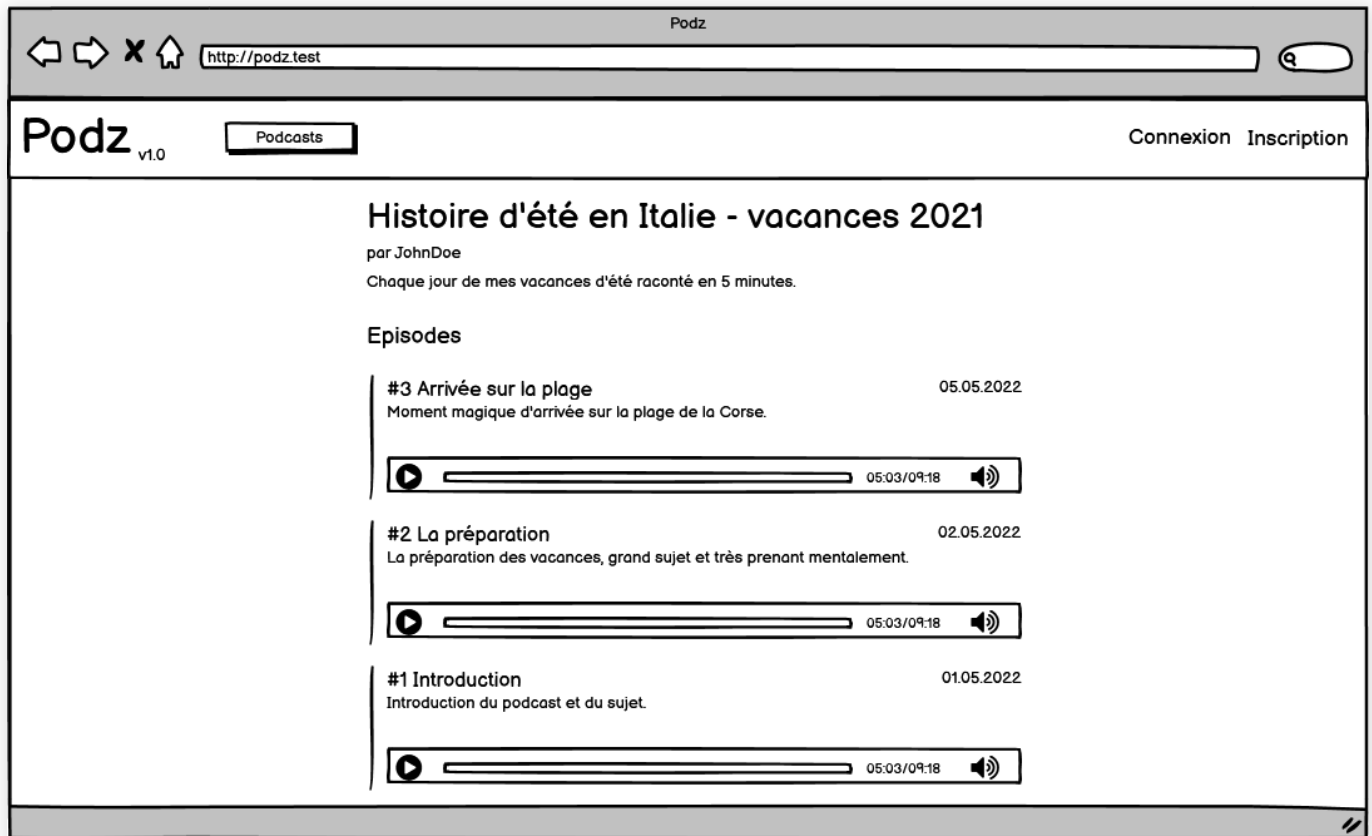 Podz
http://podz.test
Podz v1.0
Podcasts
Connexion Inscription
Histoire d'été en Italie - vacances 2021
par JohnDoe
Chaque jour de mes vacances d'été raconté en 5 minutes.
Episodes
#3 Arrivée sur la plage 05.05.2022
Moment magique d'arrivée sur la plage de la Corse.
05:03/09:18
#2 La préparation 02.05.2022
La préparation des vacances, grand sujet et très prenant mentalement.
05:03/09:18
#1 Introduction 01.05.2022
Introduction du podcast et du sujet.
05:03/09:18